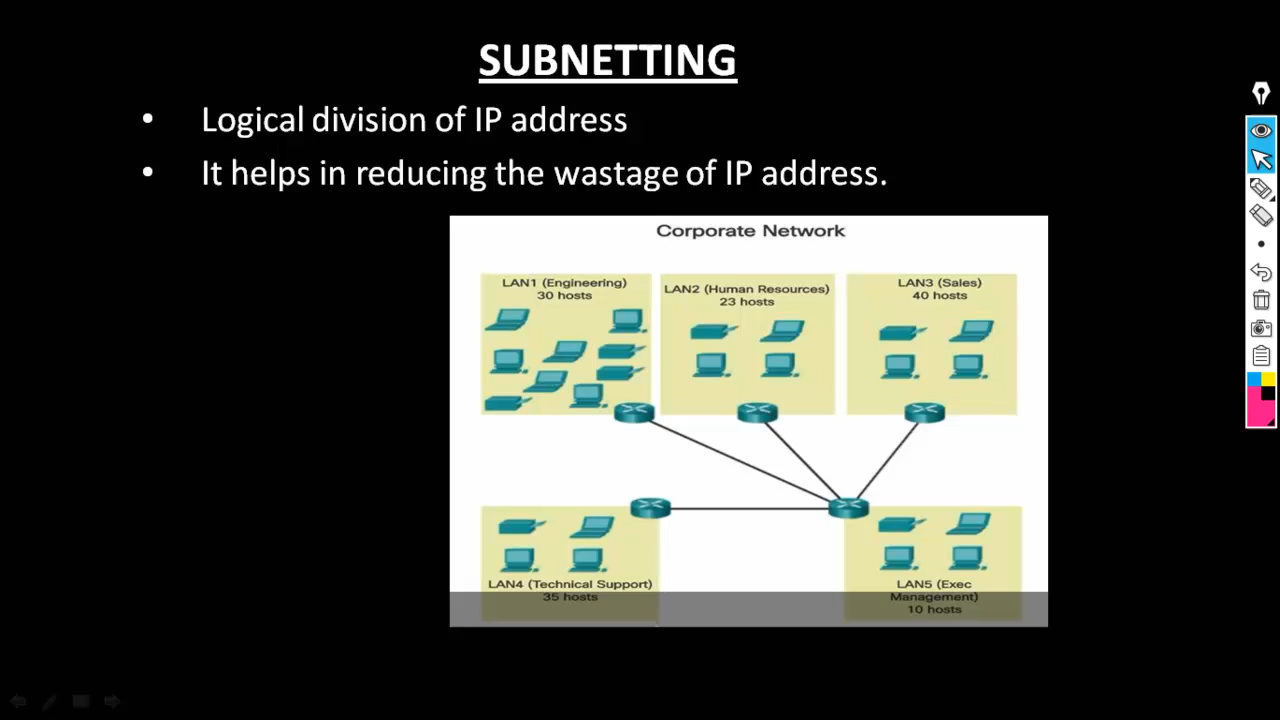 SUBNETTING
• Logical division of IP address
• It helps in reducing the wastage of IP address.
Corporate Network
LAN1 (Engineering)
30 hosts
LAN2 (Human Resources)
23 hosts
LAN3 (Sales)
40 hosts
LAN4 (Technical Support)
35 hosts
LAN5 (Exec
Management)
10 hosts